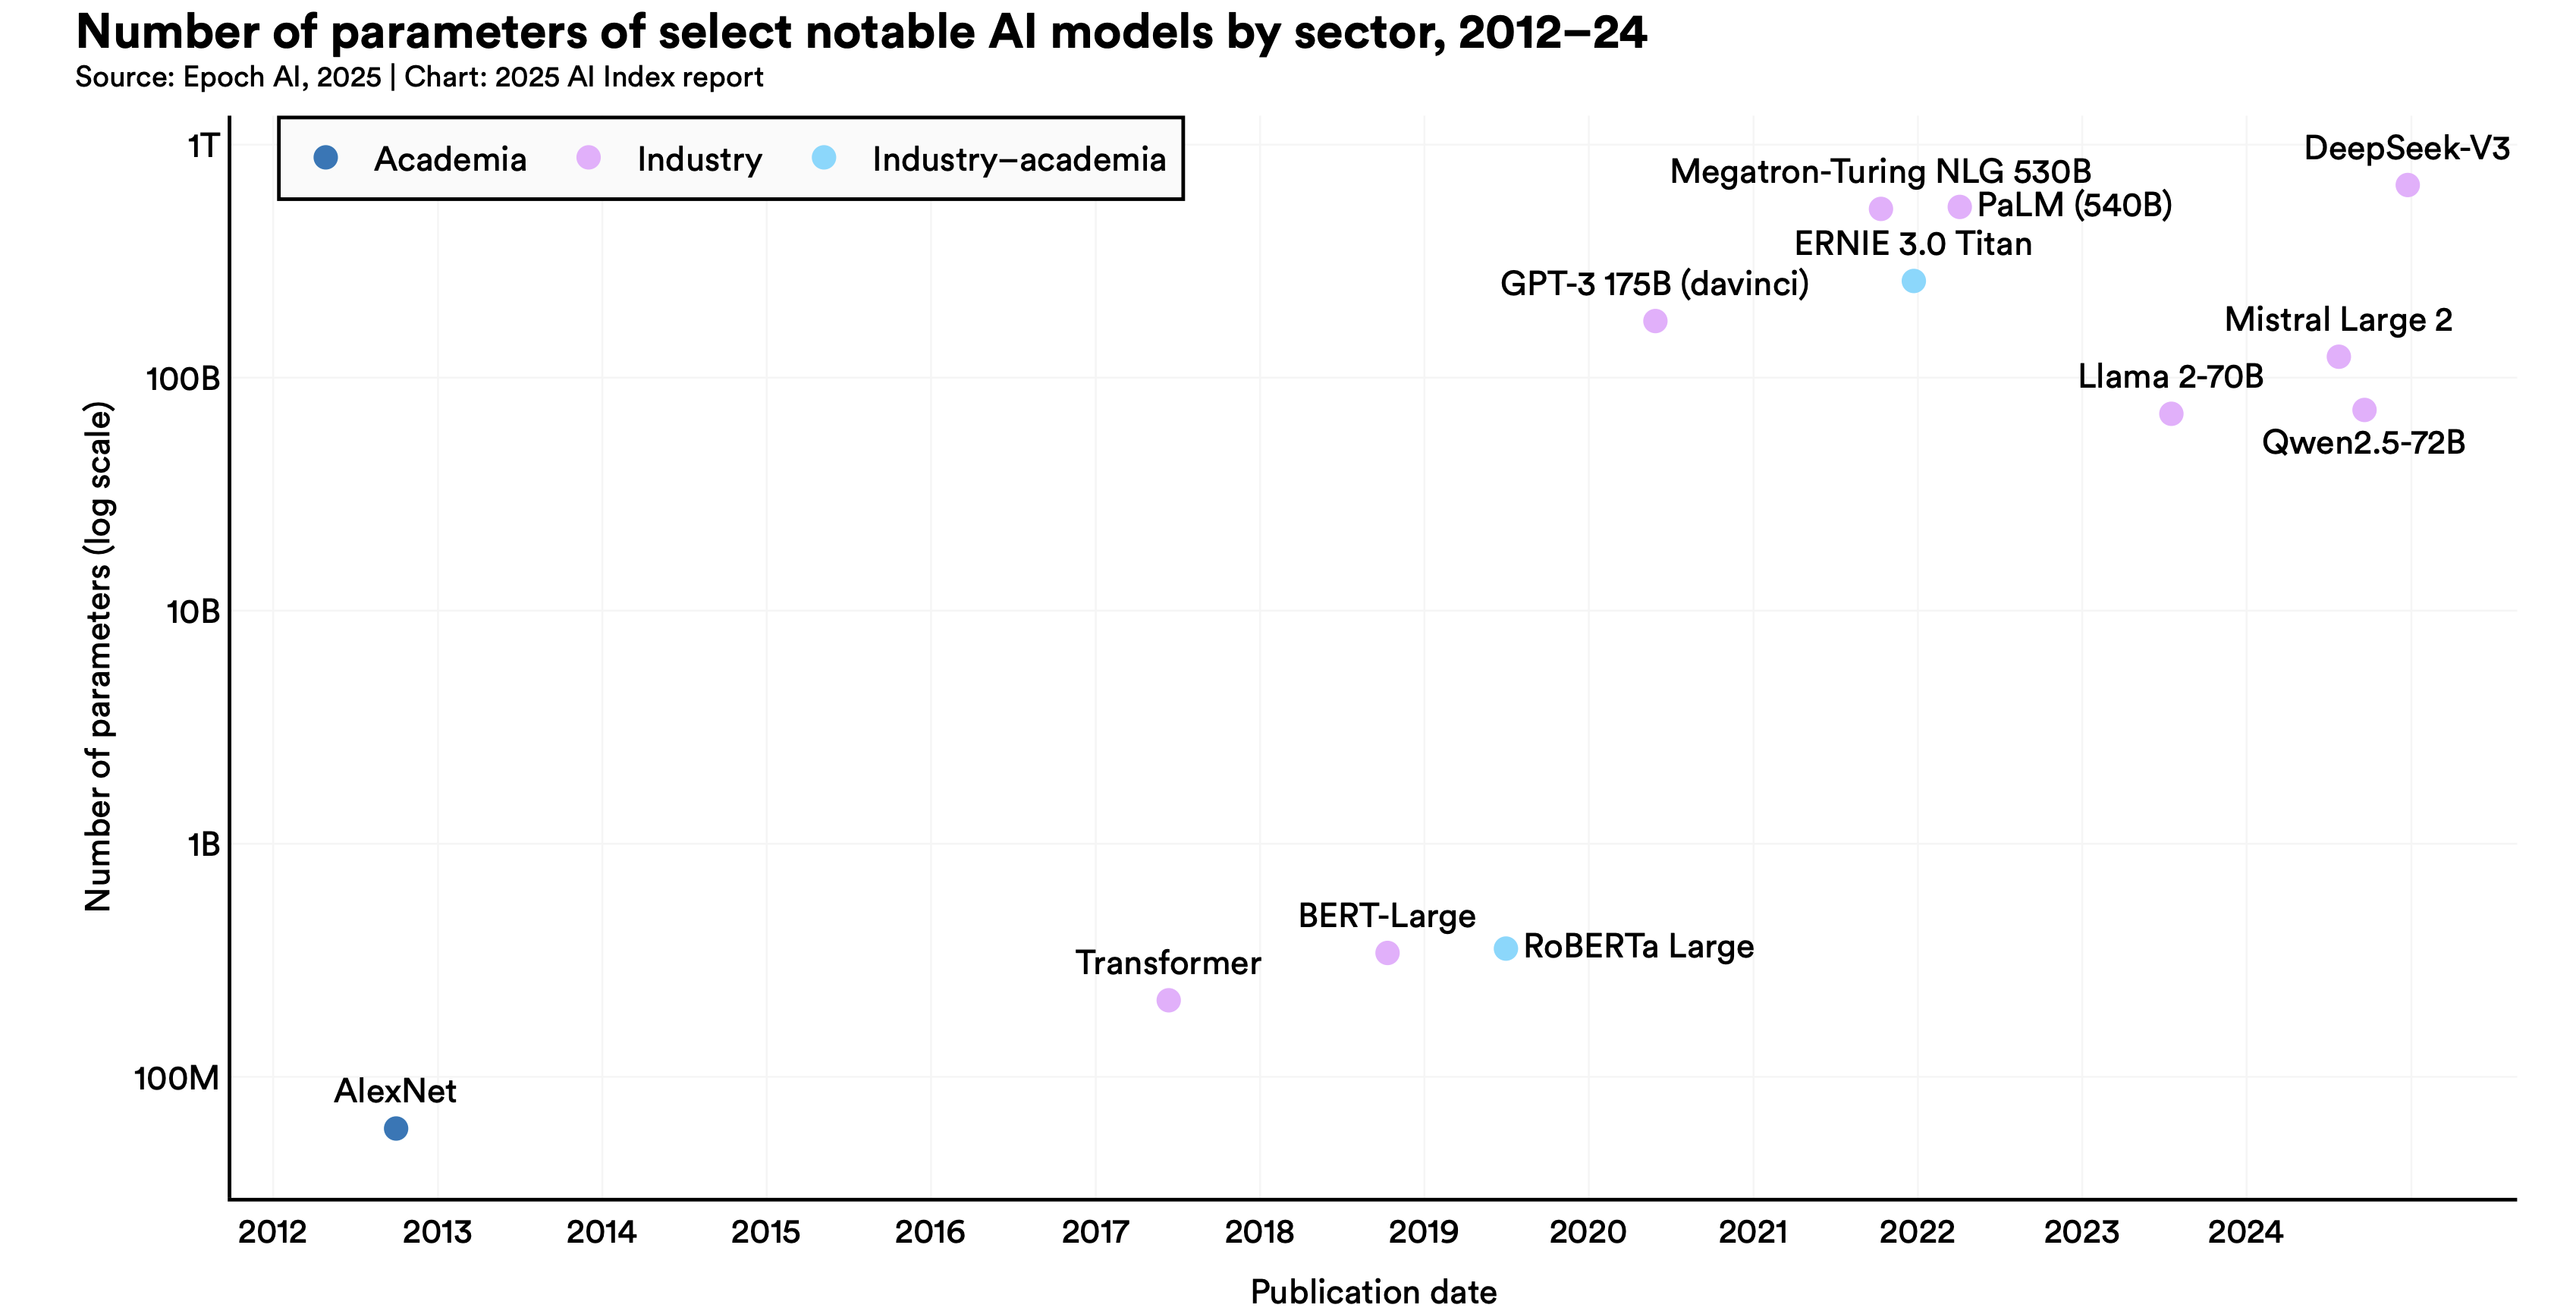 Number of parameters of select notable AI models by sector, 2012–24
Source: Epoch AI, 2025 | Chart: 2025 AI Index report
Academia
Industry
Industry–academia
Number of parameters (log scale)
1T
100B
10B
1B
100M
DeepSeek-V3
Megatron-Turing NLG 530B
PaLM (540B)
ERNIE 3.0 Titan
GPT-3 175B (davinci)
Mistral Large 2
Llama 2-70B
Qwen2.5-72B
BERT-Large
RoBERTa Large
Transformer
AlexNet
2012 2013 2014 2015 2016 2017 2018 2019 2020 2021 2022 2023 2024
Publication date